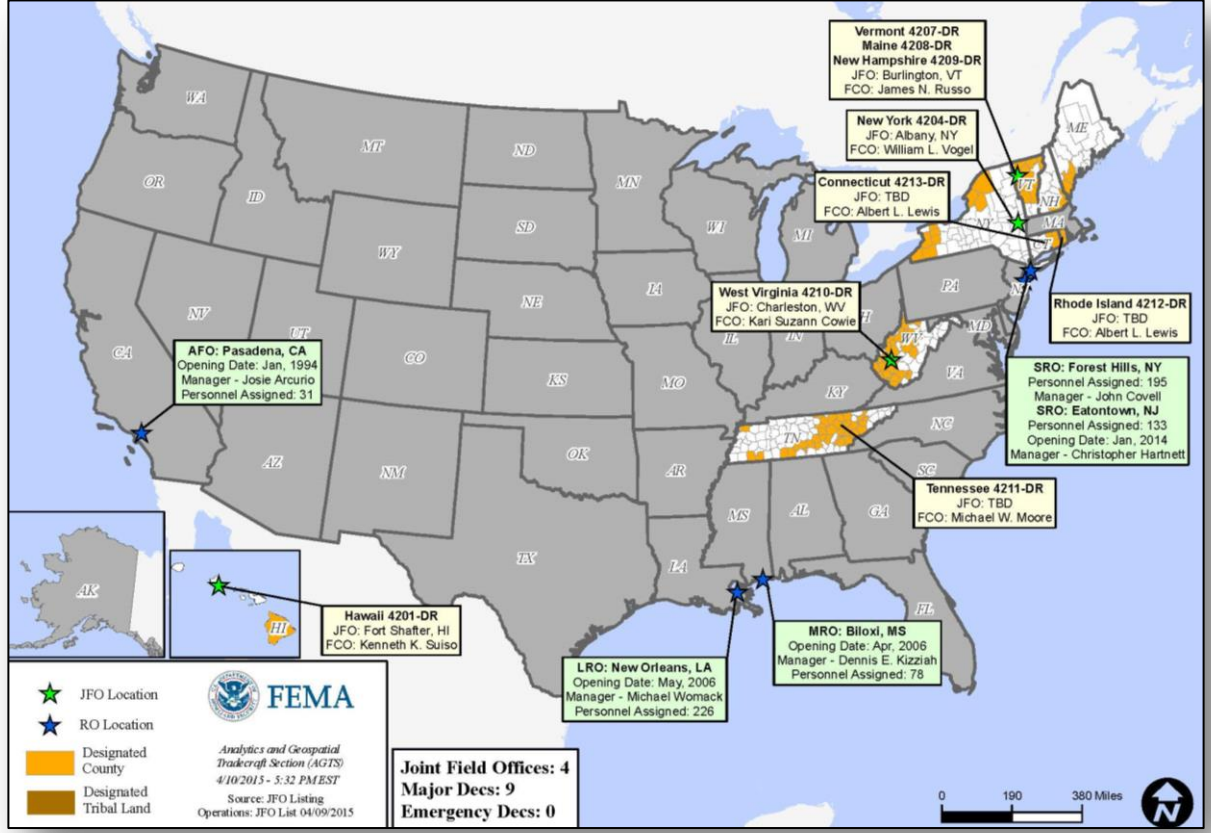 Vermont 4207-DR
Maine 4208-DR
New Hampshire 4209-DR
JFO: Burlington, VT
FCO: James N. Russo
New York 4204-DR
JFO: Albany, NY
FCO: William L. Vogel
Connecticut 4213-DR
JFO: TBD
FCO: Albert L. Lewis
West Virginia 4210-DR
JFO: Charleston, WV
FCO: Kari Suzann Cowie
Rhode Island 4212-DR
JFO: TBD
FCO: Albert L. Lewis
AFO: Pasadena, CA
Opening Date: Jan, 1994
Manager - Josie Arcurio
Personnel Assigned: 31
SRO: Forest Hills, NY
Personnel Assigned: 195
Manager - John Covell
SRO: Eatontown, NJ
Personnel Assigned: 133
Opening Date: Jan, 2014
Manager - Christopher Hartnett
Tennessee 4211-DR
JFO: TBD
FCO: Michael W. Moore
Hawaii 4201-DR
JFO: Fort Shafter, HI
FCO: Kenneth K. Suiso
LRO: New Orleans, LA
Opening Date: May, 2006
Manager - Michael Womack
Personnel Assigned: 226
MRO: Biloxi, MS
Opening Date: Apr, 2006
Manager - Dennis E. Kizziah
Personnel Assigned: 78
WA
OR
CA
NV
ID
MT
WY
UT
AZ
CO
NM
ND
SD
NE
KS
OK
TX
MN
IA
MO
AR
LA
WI
IL
MI
IN
KY
TN
MS
AL
GA
FL
SC
NC
VA
WV
MD
PA
NY
VT
NH
ME
MA
CT
AK
HI
JFO Location
RO Location
Designated
County
Designated
Tribal Land
FEMA
Analytics and Geospatial
Tradecraft Section (AGTS)
4/10/2015 - 5:32 PM EST
Source: JFO Listing
Operations: JFO List 04/09/2015
Joint Field Offices: 4
Major Decs: 9
Emergency Decs: 0
0 190 380 Miles
N